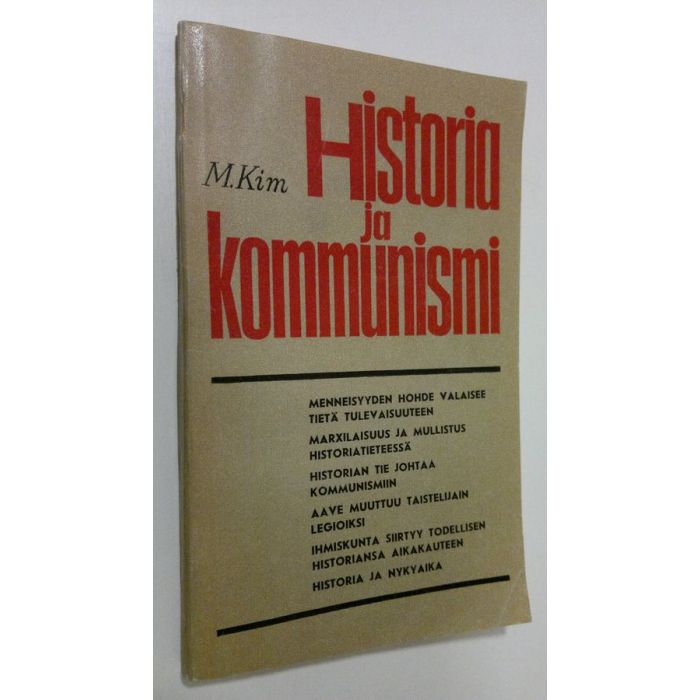 Historia
M.Kim
ja
kommunismi
MENNEISYYDEN HOHDE VALAISEE
TIETÄ TULEVAISUUTEEN
MARXILAISUUS JA MULLISTUS
HISTORIATIETEESSÄ
HISTORIAN TIE JOHTAA
KOMMUNISMIIN
AAVE MUUTTUU TAISTELIJAIN
LEGIOIKSI
IHMISKUNTA SIIRTYY TODELLISEN
HISTORIANSA AIKAKAUTEEN
HISTORIA JA NYKYAIKA